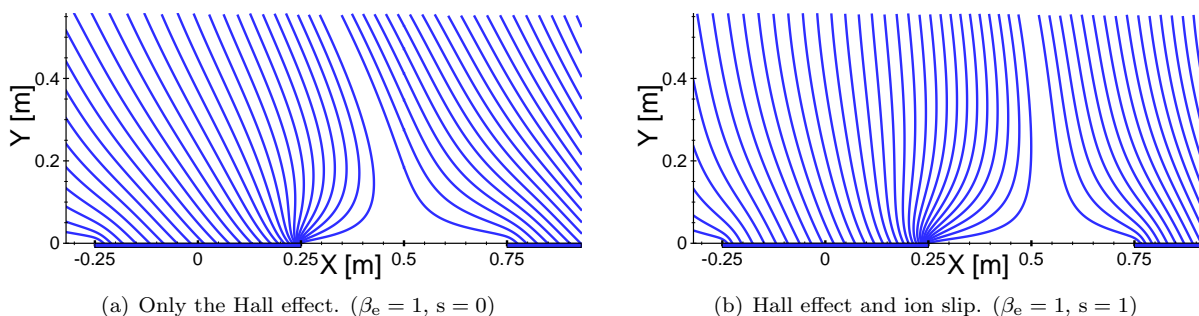 0.4
0.2
0
Y [m]
-0.25
0
0.25
0.5
0.75
X [m]
(a) Only the Hall effect. (βe = 1, s = 0)
0.4
0.2
0
Y [m]
-0.25
0
0.25
0.5
0.75
X [m]
(b) Hall effect and ion slip. (βe = 1, s = 1)